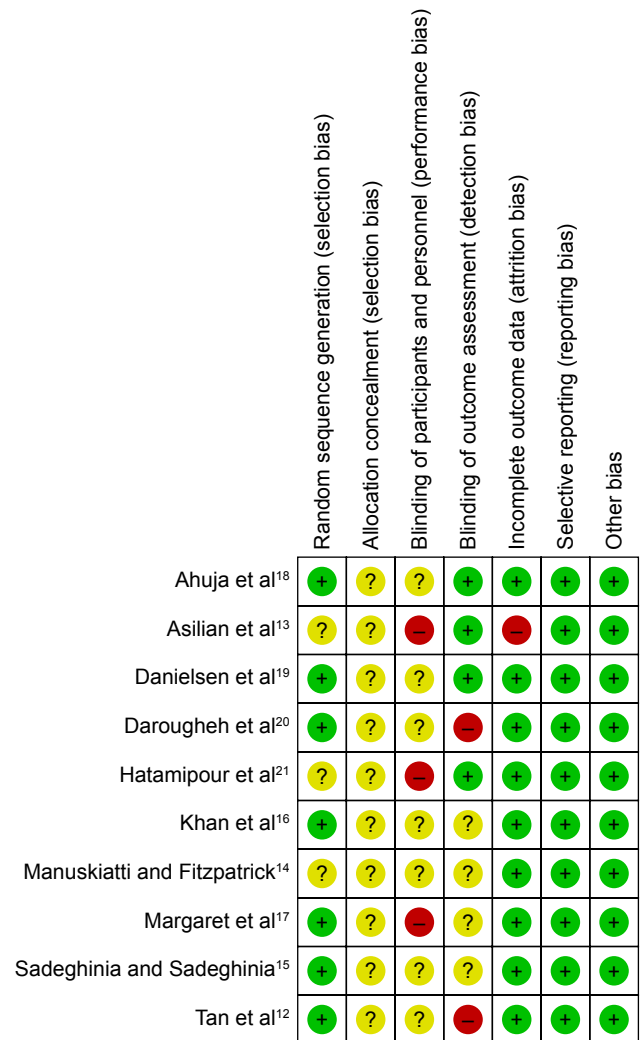 Random sequence generation (selection bias)
Allocation concealment (selection bias)
Blinding of participants and personnel (performance bias)
Blinding of outcome assessment (detection bias)
Incomplete outcome data (attrition bias)
Selective reporting (reporting bias)
Other bias
Ahuja et al¹⁸ + ? ? + + + +
Asilian et al¹³ ? ? – + – + +
Danielsen et al¹⁹ + ? ? + + + +
Darougheh et al²⁰ + ? ? – + + +
Hatamipour et al²¹ ? ? – + + + +
Khan et al¹⁶ + ? ? ? + + +
Manuskiatti and Fitzpatrick¹⁴ ? ? ? ? + + +
Margaret et al¹⁷ + ? – ? + + +
Sadeghinia and Sadeghinia¹⁵ + ? ? ? + + +
Tan et al¹² + ? ? – + + +